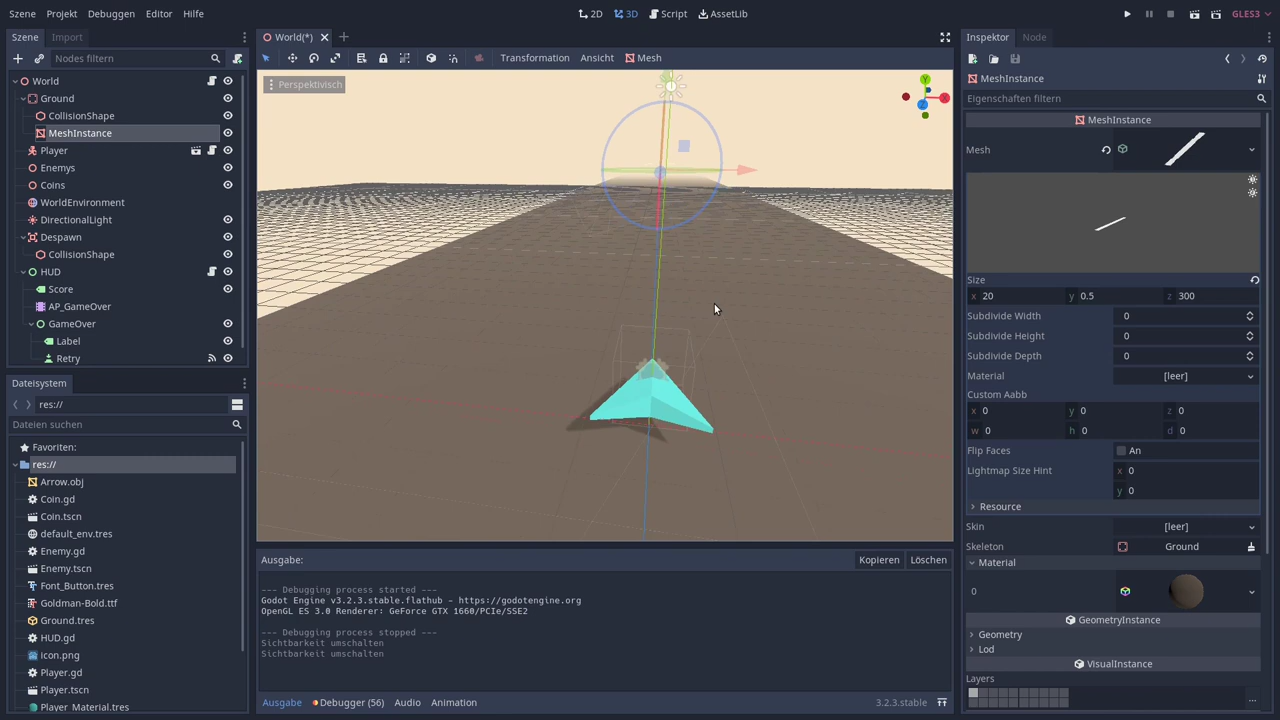 Szene Projekt Debuggen Editor Hilfe 2D 3D Script AssetLib GLES3
Szene Import
Nodes filtern
World
Ground
CollisionShape
MeshInstance
Player
Enemys
Coins
WorldEnvironment
DirectionalLight
Despawn
CollisionShape
HUD
Score
AP_GameOver
GameOver
Label
Retry
Dateisystem
res://
Dateien suchen
Favoriten:
res://
Arrow.obj
Coin.gd
Coin.tscn
default_env.tres
Enemy.gd
Enemy.tscn
Font_Button.tres
Goldman-Bold.ttf
Ground.tres
HUD.gd
icon.png
Player.gd
Player.tscn
Player_Material.tres
World(*)
Transformation Ansicht Mesh
Perspektivisch
Y
X
Z
Ausgabe: Kopieren Löschen
--- Debugging process started ---
Godot Engine v3.2.3.stable.flathub - https://godotengine.org
OpenGL ES 3.0 Renderer: GeForce GTX 1660/PCIe/SSE2
--- Debugging process stopped ---
Sichtbarkeit umschalten
Sichtbarkeit umschalten
Ausgabe Debugger (56) Audio Animation 3.2.3.stable
Inspektor Node
MeshInstance
Eigenschaften filtern
MeshInstance
Mesh
Size
x 20 y 0.5 z 300
Subdivide Width 0
Subdivide Height 0
Subdivide Depth 0
Material [leer]
Custom Aabb
x 0 y 0 z 0
w 0 h 0 d 0
Flip Faces An
Lightmap Size Hint x 0
y 0
Resource
Skin [leer]
Skeleton Ground
Material
0
GeometryInstance
Geometry
Lod
VisualInstance
Layers
...